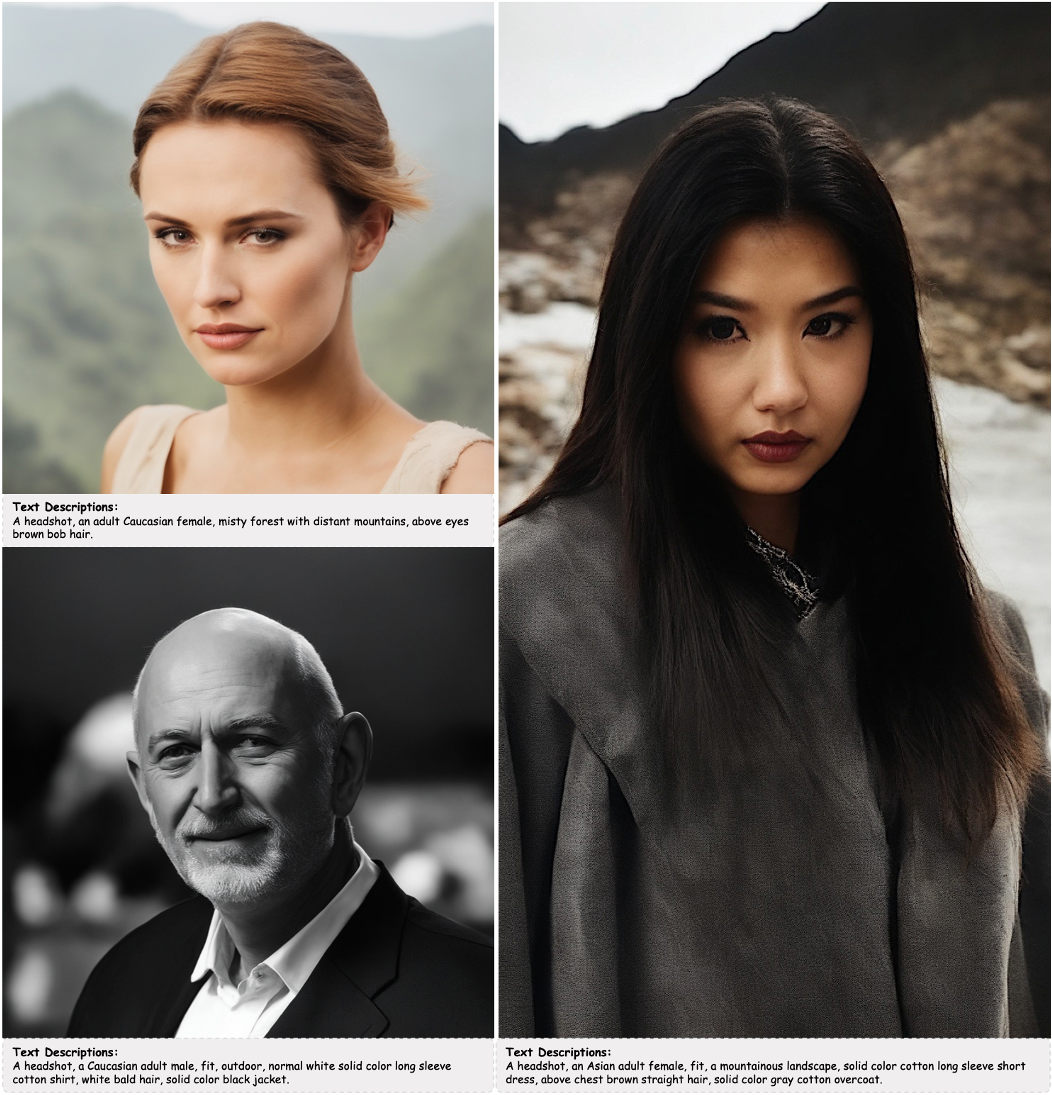 Text Descriptions:
A headshot, an adult Caucasian female, misty forest with distant mountains, above eyes
brown bob hair.
Text Descriptions:
A headshot, a Caucasian adult male, fit, outdoor, normal white solid color long sleeve
cotton shirt, white bald hair, solid color black jacket.
Text Descriptions:
A headshot, an Asian adult female, fit, a mountainous landscape, solid color cotton long sleeve short
dress, above chest brown straight hair, solid color gray cotton overcoat.